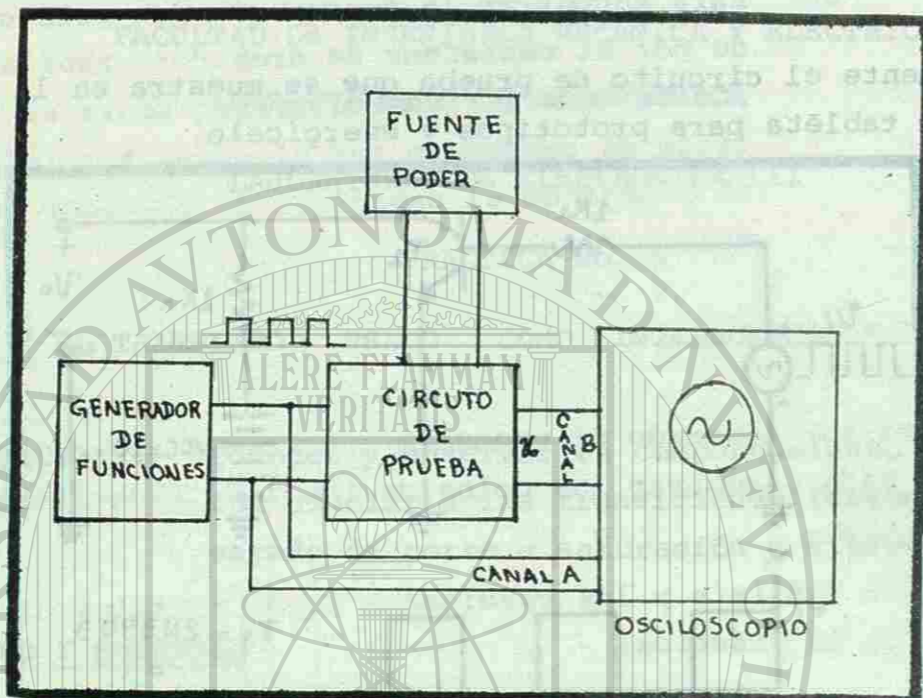 FUENTE
DE
PODER
GENERADOR
DE
FUNCIONES
CIRCUTO
DE
PRUEBA
CANAL B
CANAL A
OSCILOSCOPIO
ALERE FLAMMAM
VERITATIS